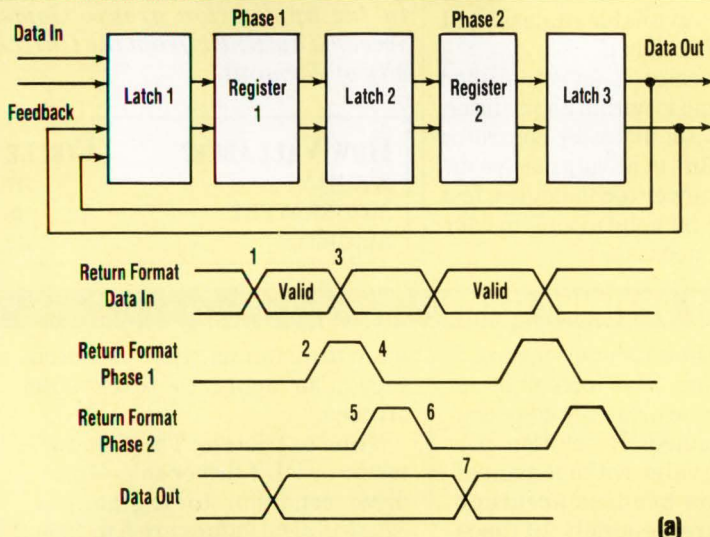 Data In
Phase 1
Phase 2
Data Out
Feedback
Latch 1
Register
1
Latch 2
Register
2
Latch 3
Return Format
Data In
1
Valid
3
Valid
Return Format
Phase 1
2
4
Return Format
Phase 2
5
6
Data Out
7
(a)